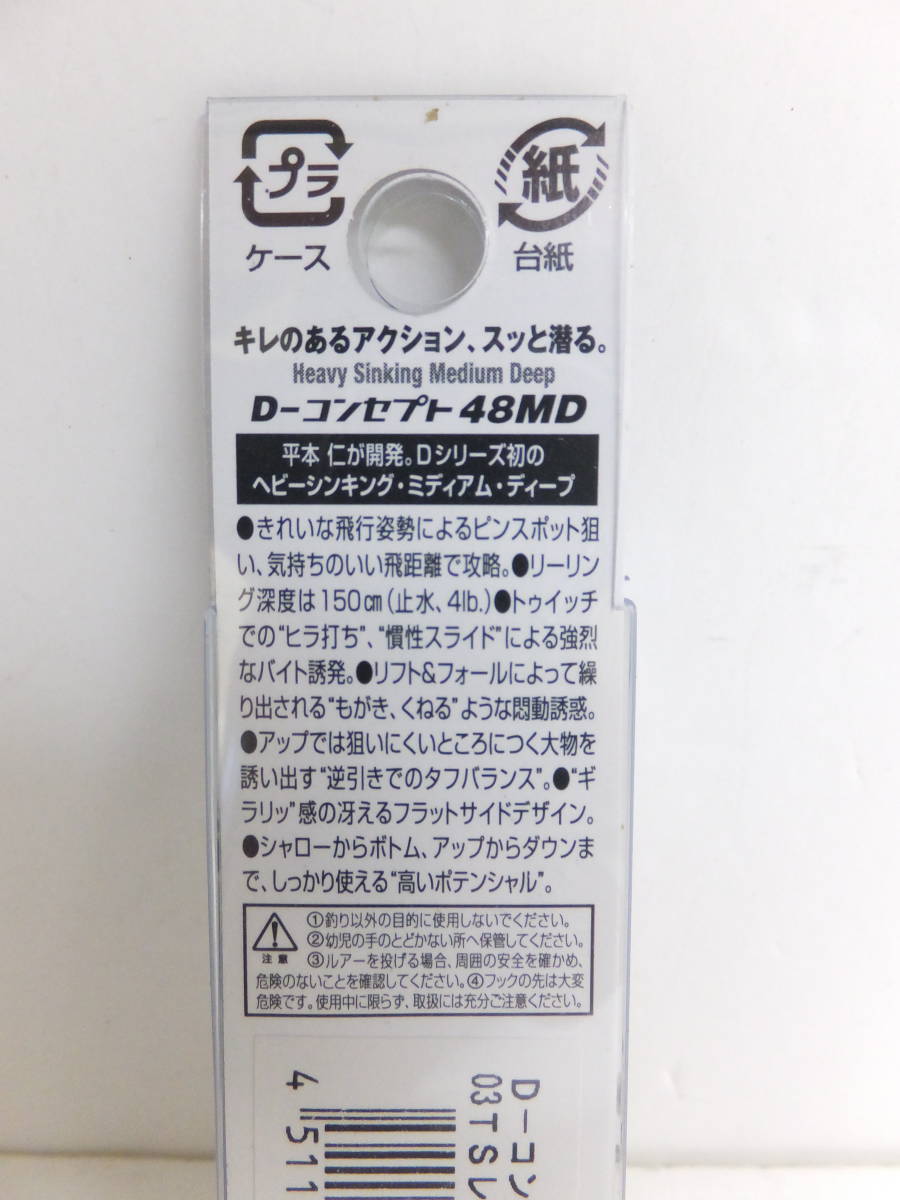 プラ
ケース
紙
台紙
キレのあるアクション、スッと潜る。
Heavy Sinking Medium Deep
D-コンセプト48MD
平本 仁が開発。Dシリーズ初の
ヘビーシンキング・ミディアム・ディープ
●きれいな飛行姿勢によるピンスポット狙
い、気持ちのいい飛距離で攻略。●リーリン
グ深度は150㎝(止水、4lb.)●トゥイッチ
での"ヒラ打ち"、"慣性スライド"による強烈
なバイト誘発。●リフト&フォールによって繰
り出される"もがき、くねる"ような悶動誘惑。
●アップでは狙いにくいところにつく大物を
誘い出す"逆引きでのタフバランス"。●"ギ
ラリッ"感の冴えるフラットサイドデザイン。
●シャローからボトム、アップからダウンま
で、しっかり使える"高いポテンシャル"。
注意
①釣り以外の目的に使用しないでください。
②幼児の手のとどかない所へ保管してください。
③ルアーを投げる場合、周囲の安全を確かめ、
危険のないことを確認してください。④フックの先は大変
危険です。使用中に限らず、取扱には充分ご注意ください。
D-コン
03TSレ
4 511